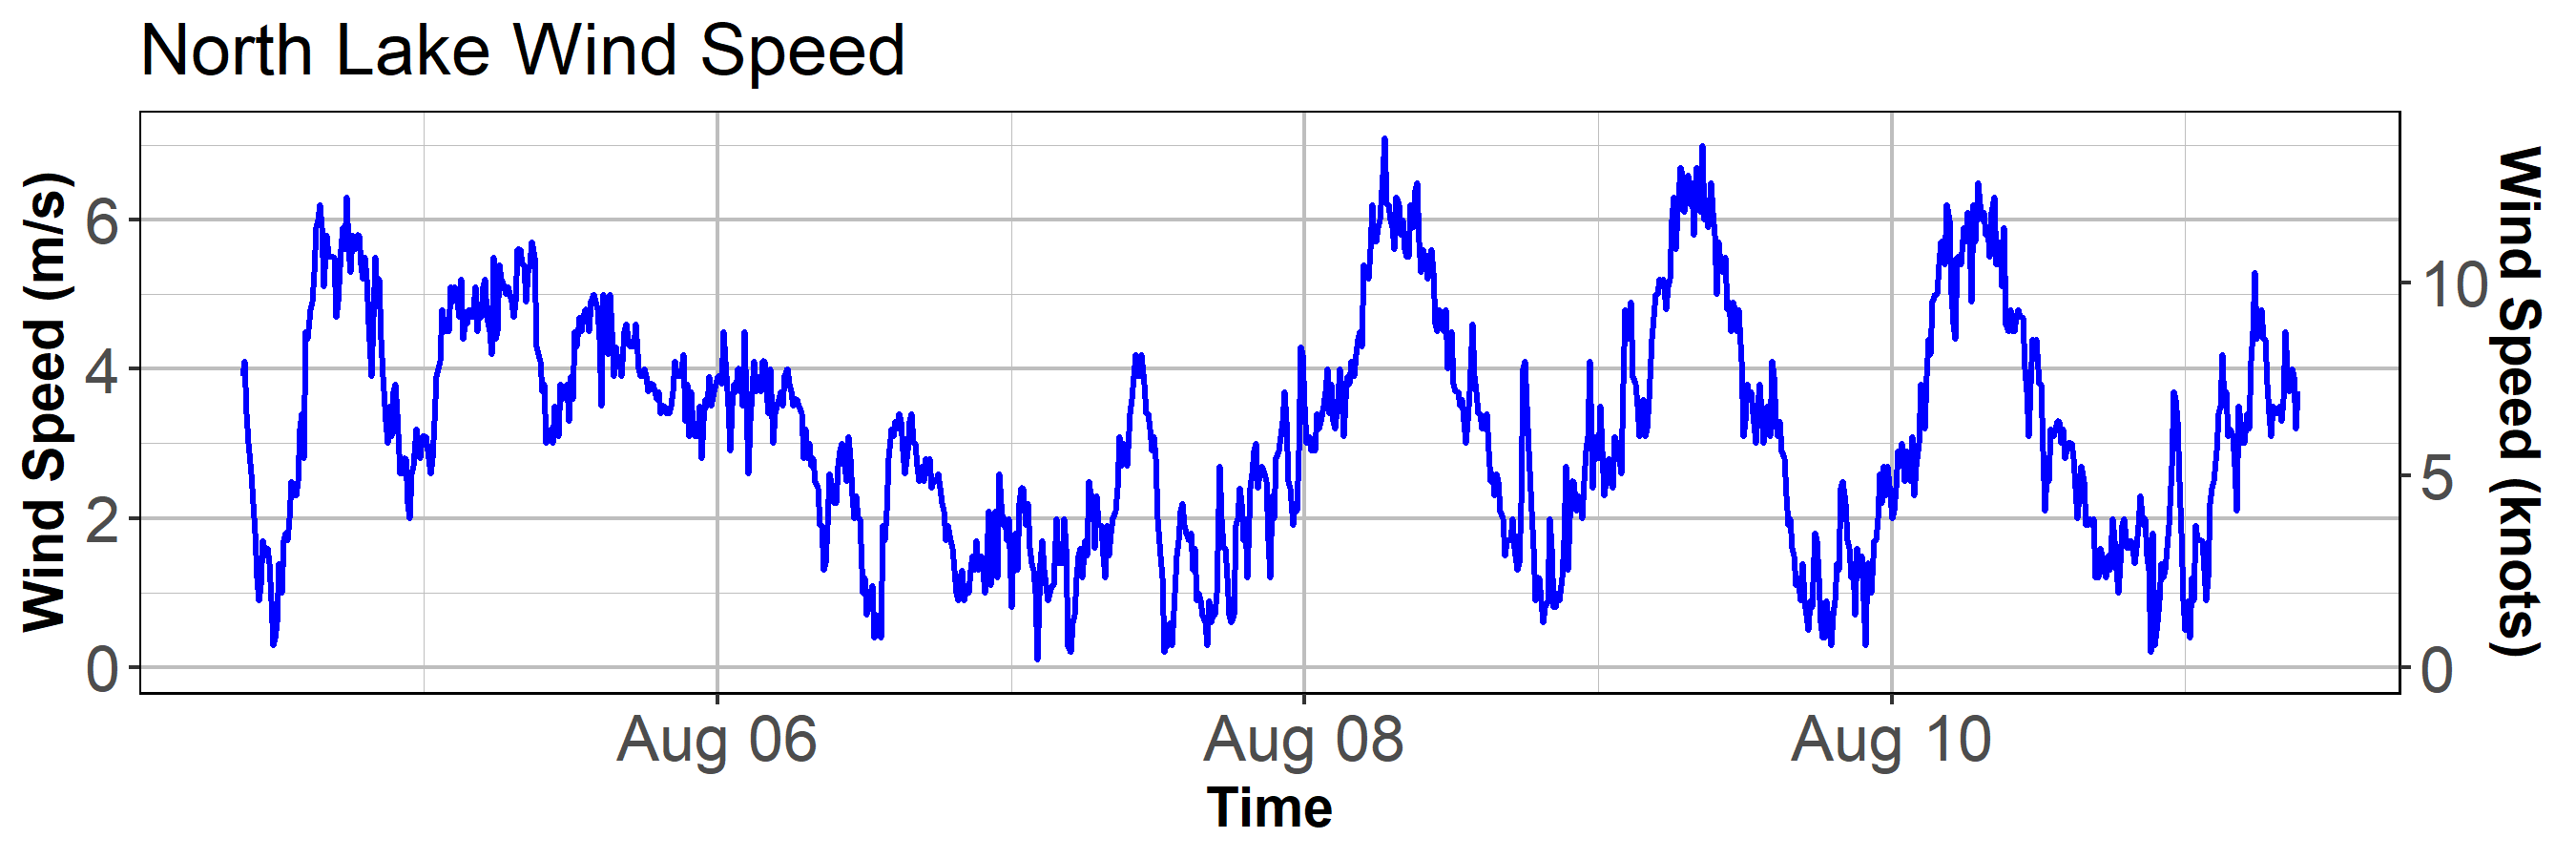 North Lake Wind Speed
Wind Speed (m/s)
6
4
2
0
10
5
0
Wind Speed (knots)
Aug 06
Aug 08
Aug 10
Time